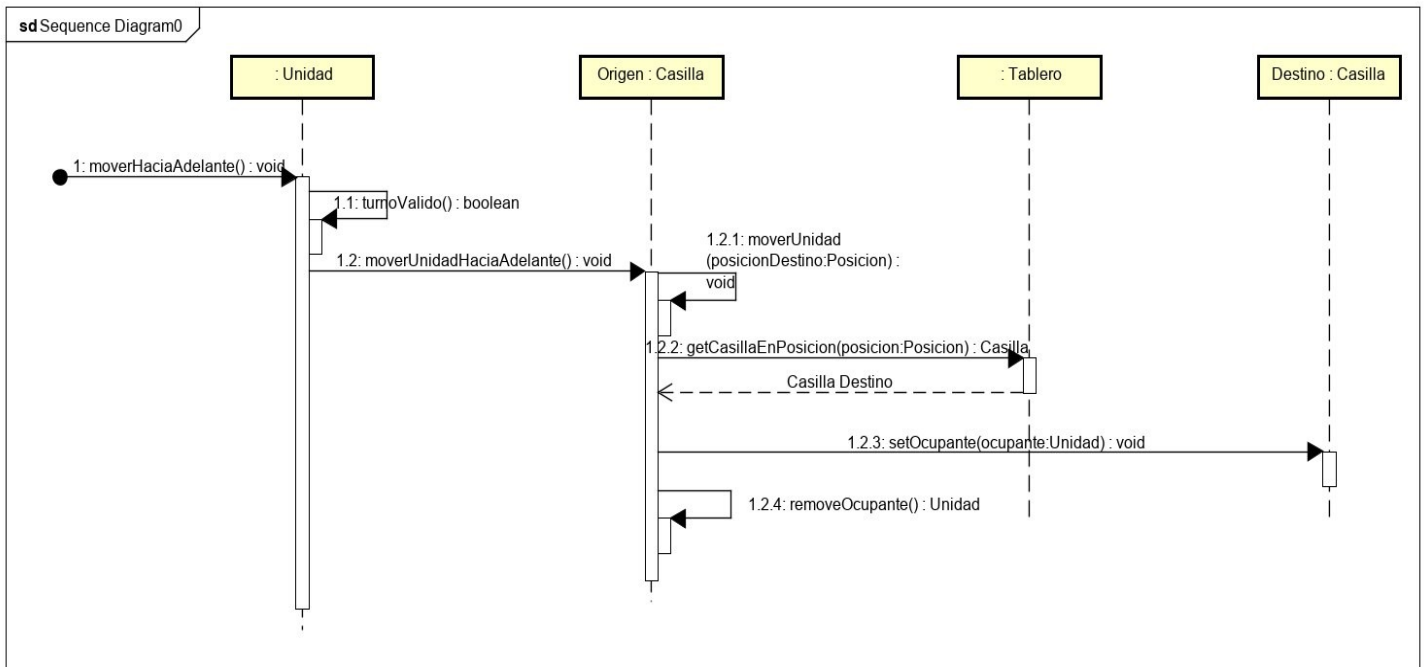 sd Sequence Diagram0
: Unidad
Origen : Casilla
: Tablero
Destino : Casilla
1: moverHaciaAdelante() : void
1.1: turnoValido() : boolean
1.2: moverUnidadHaciaAdelante() : void
1.2.1: moverUnidad
(posicionDestino:Posicion) :
void
1.2.2: getCasillaEnPosicion(posicion:Posicion) : Casilla
Casilla Destino
1.2.3: setOcupante(ocupante:Unidad) : void
1.2.4: removeOcupante() : Unidad